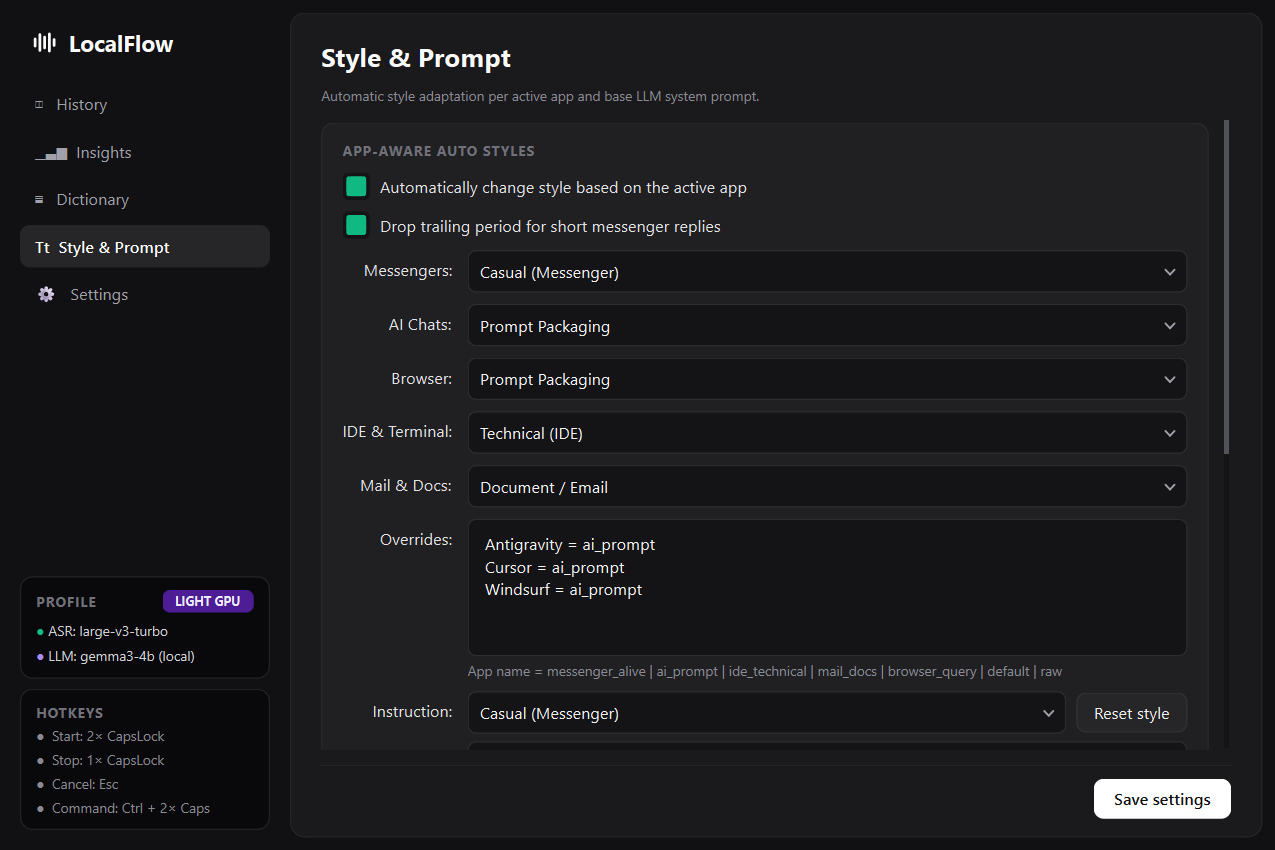 LocalFlow
History
Insights
Dictionary
Tt Style & Prompt
Settings
PROFILE LIGHT GPU
ASR: large-v3-turbo
LLM: gemma3-4b (local)
HOTKEYS
Start: 2× CapsLock
Stop: 1× CapsLock
Cancel: Esc
Command: Ctrl + 2× Caps
Style & Prompt
Automatic style adaptation per active app and base LLM system prompt.
APP-AWARE AUTO STYLES
Automatically change style based on the active app
Drop trailing period for short messenger replies
Messengers: Casual (Messenger)
AI Chats: Prompt Packaging
Browser: Prompt Packaging
IDE & Terminal: Technical (IDE)
Mail & Docs: Document / Email
Overrides: Antigravity = ai_prompt
Cursor = ai_prompt
Windsurf = ai_prompt
App name = messenger_alive | ai_prompt | ide_technical | mail_docs | browser_query | default | raw
Instruction: Casual (Messenger) Reset style
Save settings